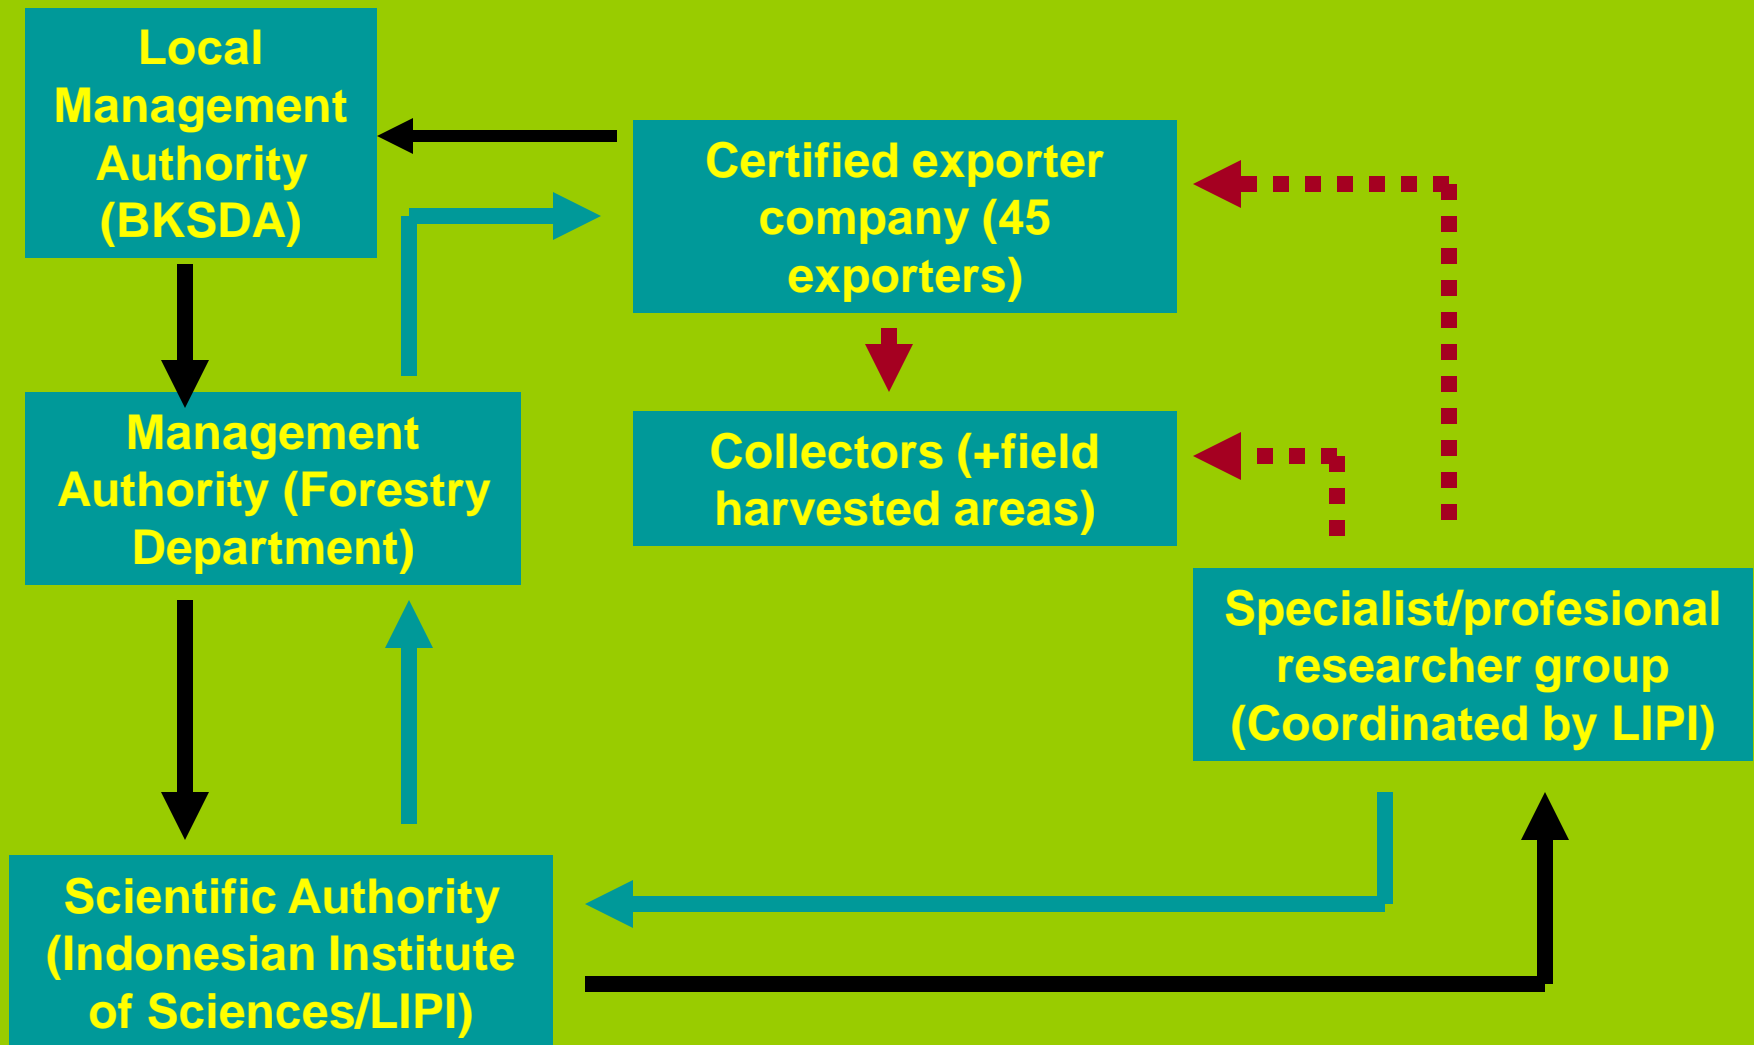 Local
Management
Authority
(BKSDA)
Certified exporter
company (45
exporters)
Management
Authority (Forestry
Department)
Collectors (+field
harvested areas)
Specialist/profesional
researcher group
(Coordinated by LIPI)
Scientific Authority
(Indonesian Institute
of Sciences/LIPI)